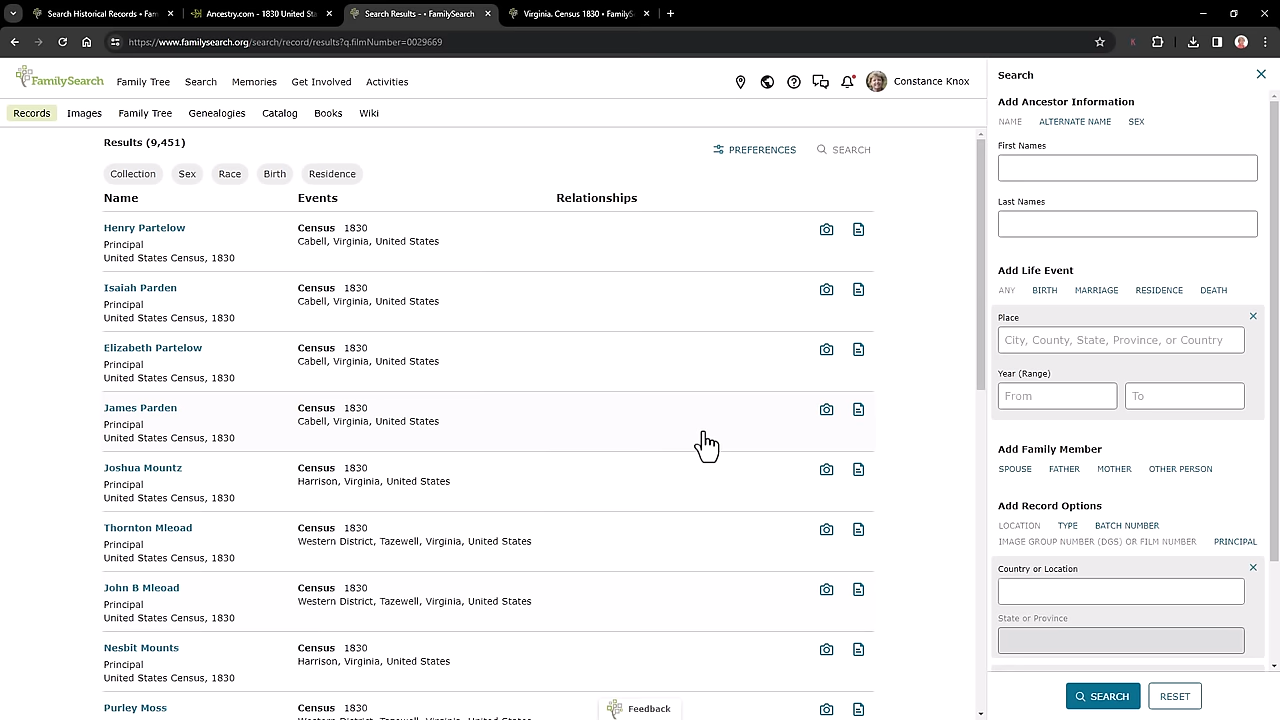 Search Historical Records • Fam
Ancestry.com - 1830 United Sta
Search Results — • FamilySearch
Virginia. Census 1830 • FamilyS
https://www.familysearch.org/search/record/results?q.filmNumber=0029669
FamilySearch
Family Tree
Search
Memories
Get Involved
Activities
Constance Knox
Records
Images
Family Tree
Genealogies
Catalog
Books
Wiki
Results (9,451)
PREFERENCES
SEARCH
Collection
Sex
Race
Birth
Residence
Name
Events
Relationships
Henry Partelow
Principal
United States Census, 1830
Census 1830
Cabell, Virginia, United States
Isaiah Parden
Principal
United States Census, 1830
Census 1830
Cabell, Virginia, United States
Elizabeth Partelow
Principal
United States Census, 1830
Census 1830
Cabell, Virginia, United States
James Parden
Principal
United States Census, 1830
Census 1830
Cabell, Virginia, United States
Joshua Mountz
Principal
United States Census, 1830
Census 1830
Harrison, Virginia, United States
Thornton Mleoad
Principal
United States Census, 1830
Census 1830
Western District, Tazewell, Virginia, United States
John B Mleoad
Principal
United States Census, 1830
Census 1830
Western District, Tazewell, Virginia, United States
Nesbit Mounts
Principal
United States Census, 1830
Census 1830
Harrison, Virginia, United States
Purley Moss
Census 1830
Feedback
Search
Add Ancestor Information
NAME ALTERNATE NAME SEX
First Names
Last Names
Add Life Event
ANY BIRTH MARRIAGE RESIDENCE DEATH
Place
City, County, State, Province, or Country
Year (Range)
From
To
Add Family Member
SPOUSE FATHER MOTHER OTHER PERSON
Add Record Options
LOCATION TYPE BATCH NUMBER
IMAGE GROUP NUMBER (DGS) OR FILM NUMBER PRINCIPAL
Country or Location
State or Province
SEARCH
RESET